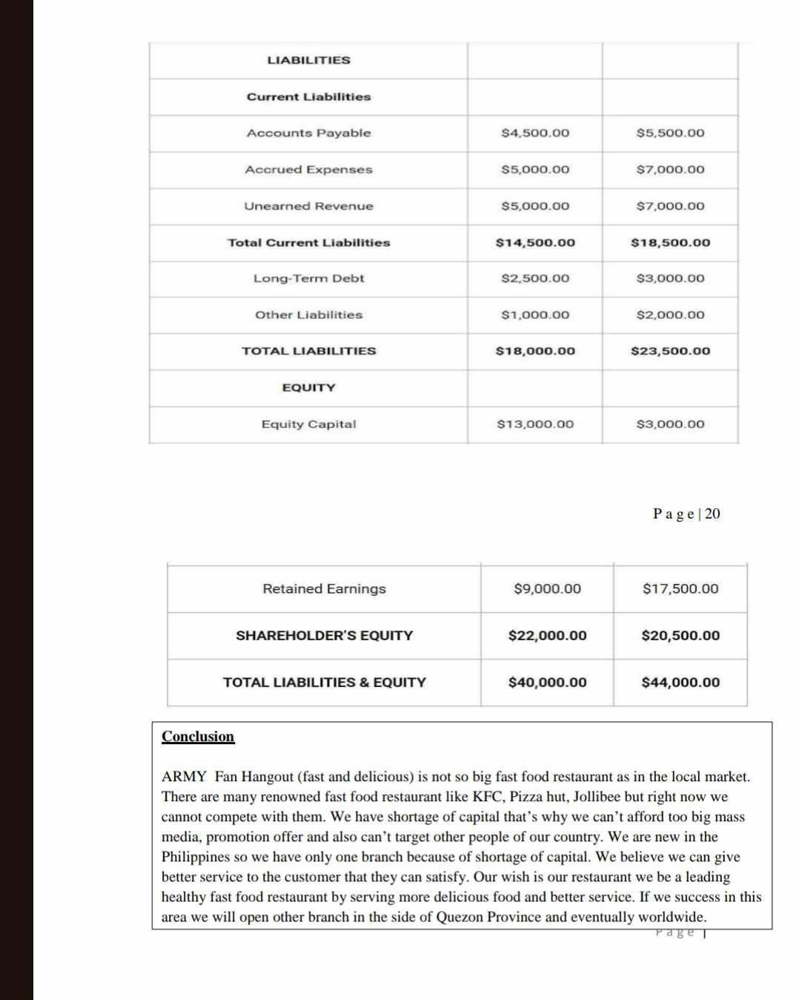 LIABILITIES
Current Liabilities
Accounts Payable $4,500.00 $5,500.00
Accrued Expenses $5,000.00 $7,000.00
Unearned Revenue $5,000.00 $7,000.00
Total Current Liabilities $14,500.00 $18,500.00
Long-Term Debt $2,500.00 $3,000.00
Other Liabilities $1,000.00 $2,000.00
TOTAL LIABILITIES $18,000.00 $23,500.00
EQUITY
Equity Capital $13,000.00 $3,000.00
P a g e | 20
Retained Earnings $9,000.00 $17,500.00
SHAREHOLDER'S EQUITY $22,000.00 $20,500.00
TOTAL LIABILITIES & EQUITY $40,000.00 $44,000.00
Conclusion
ARMY Fan Hangout (fast and delicious) is not so big fast food restaurant as in the local market.
There are many renowned fast food restaurant like KFC, Pizza hut, Jollibee but right now we
cannot compete with them. We have shortage of capital that's why we can't afford too big mass
media, promotion offer and also can't target other people of our country. We are new in the
Philippines so we have only one branch because of shortage of capital. We believe we can give
better service to the customer that they can satisfy. Our wish is our restaurant we be a leading
healthy fast food restaurant by serving more delicious food and better service. If we success in this
area we will open other branch in the side of Quezon Province and eventually worldwide.
P a g e |